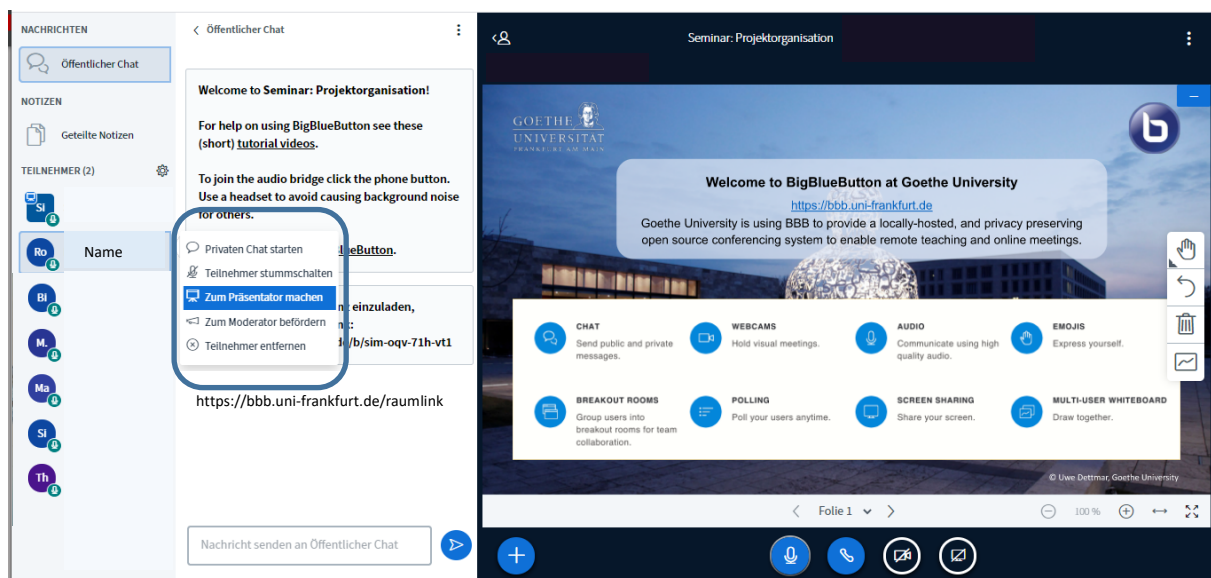 NACHRICHTEN
Öffentlicher Chat
NOTIZEN
Geteilte Notizen
TEILNEHMER (2)
SI
Ro
Name
BI
M.
Ma
SI
Th
Öffentlicher Chat
Welcome to Seminar: Projektorganisation!
For help on using BigBlueButton see these
(short) tutorial videos.
To join the audio bridge click the phone button.
Use a headset to avoid causing background noise
for others.
Button.
Privaten Chat starten
Teilnehmer stummschalten
Zum Präsentator machen
Zum Moderator befördern
Teilnehmer entfernen
einzuladen,
/b/sim-oqv-71h-vt1
https://bbb.uni-frankfurt.de/raumlink
Nachricht senden an Öffentlicher Chat
Seminar: Projektorganisation
GOETHE
UNIVERSITÄT
FRANKFURT AM MAIN
b
Welcome to BigBlueButton at Goethe University
https://bbb.uni-frankfurt.de
Goethe University is using BBB to provide a locally-hosted, and privacy preserving
open source conferencing system to enable remote teaching and online meetings.
CHAT
Send public and private
messages.
WEBCAMS
Hold visual meetings.
AUDIO
Communicate using high
quality audio.
EMOJIS
Express yourself.
BREAKOUT ROOMS
Group users into
breakout rooms for team
collaboration.
POLLING
Poll your users anytime.
SCREEN SHARING
Share your screen.
MULTI-USER WHITEBOARD
Draw together.
© Uwe Dettmar, Goethe University
Folie 1
100 %